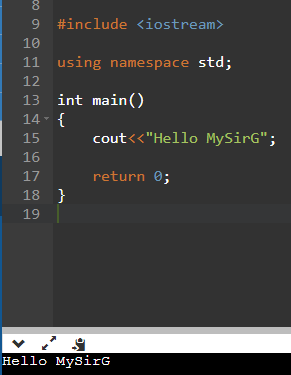 8
9 #include <iostream>
10
11 using namespace std;
12
13 int main()
14 {
15     cout<<"Hello MySirG";
16
17     return 0;
18 }
19
Hello MySirG